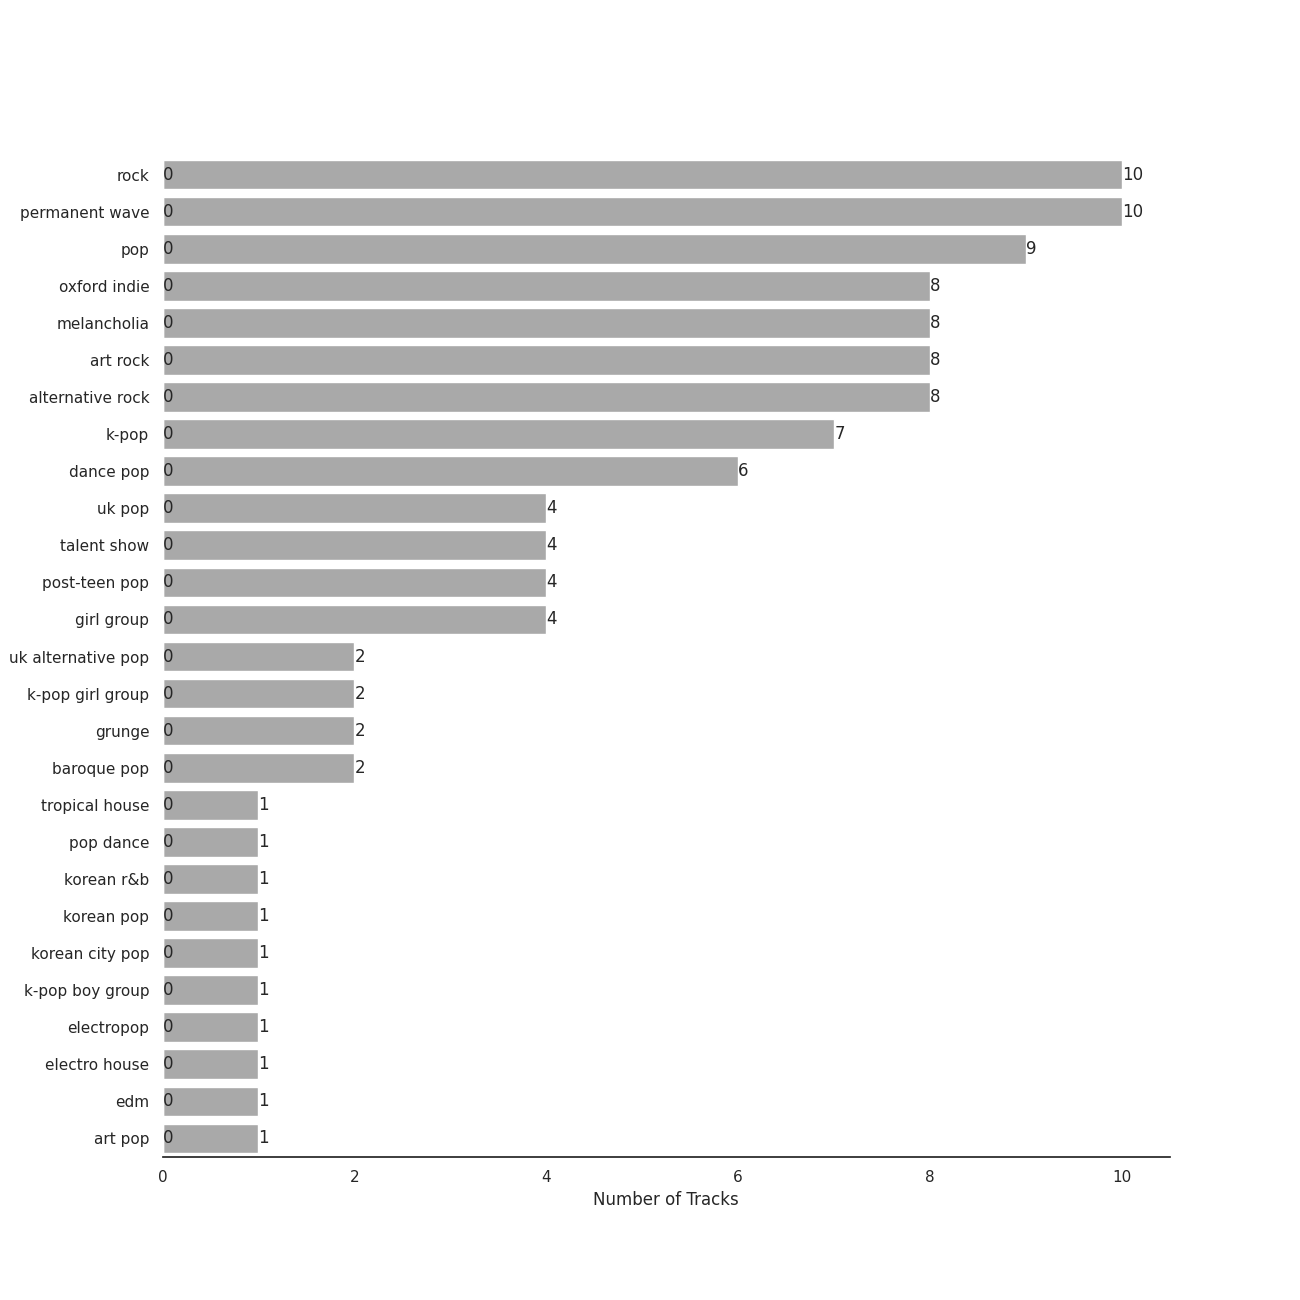 rock 0 10
permanent wave 0 10
pop 0 9
oxford indie 0 8
melancholia 0 8
art rock 0 8
alternative rock 0 8
k-pop 0 7
dance pop 0 6
uk pop 0 4
talent show 0 4
post-teen pop 0 4
girl group 0 4
uk alternative pop 0 2
k-pop girl group 0 2
grunge 0 2
baroque pop 0 2
tropical house 0 1
pop dance 0 1
korean r&b 0 1
korean pop 0 1
korean city pop 0 1
k-pop boy group 0 1
electropop 0 1
electro house 0 1
edm 0 1
art pop 0 1
0 2 4 6 8 10
Number of Tracks